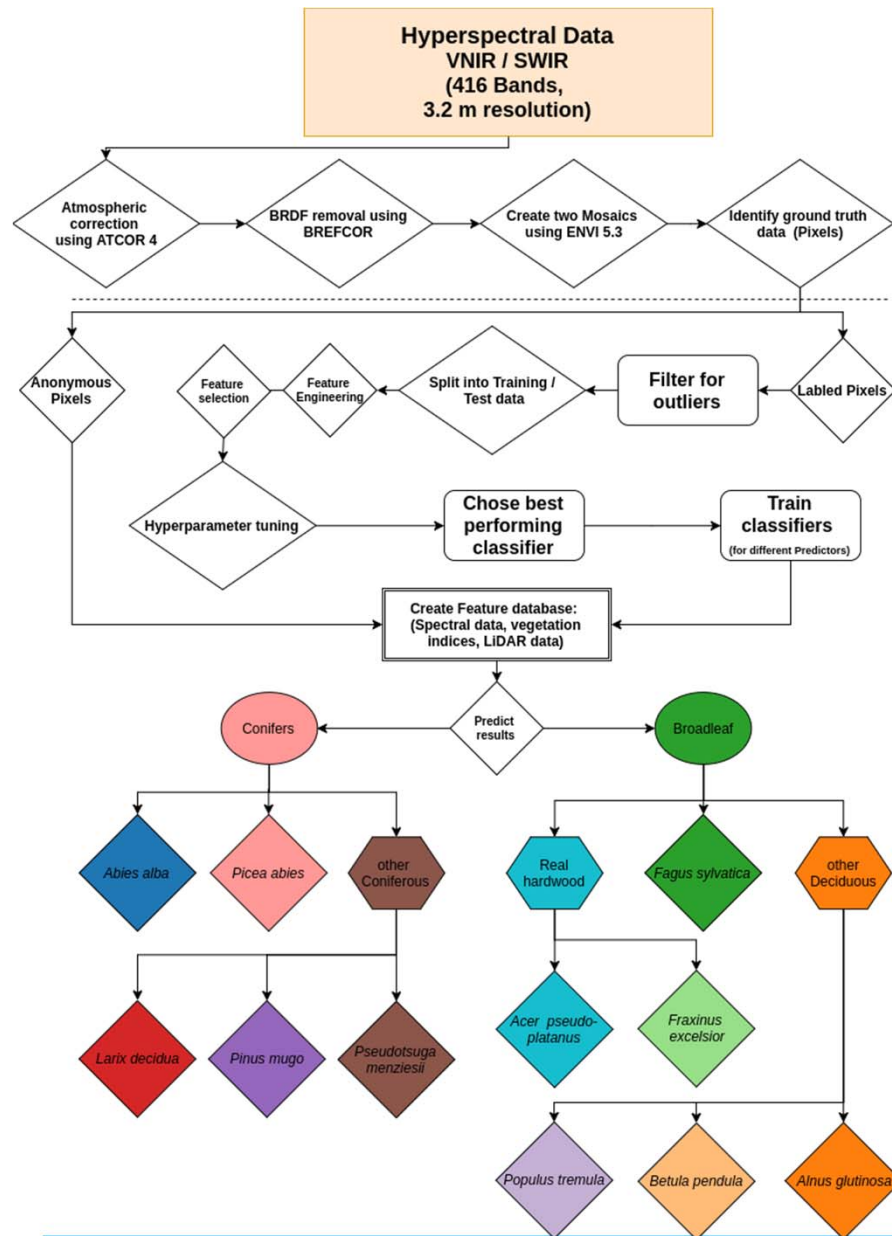 Hyperspectral Data
VNIR / SWIR
(416 Bands,
3.2 m resolution)
Atmospheric
correction
using ATCOR 4
BRDF removal using
BREFCOR
Create two Mosaics
using ENVI 5.3
Identify ground truth
data (Pixels)
Anonymous
Pixels
Feature
selection
Feature
Engineering
Split into Training /
Test data
Filter for
outliers
Labled Pixels
Hyperparameter tuning
Chose best
performing
classifier
Train
classifiers
(for different Predictors)
Create Feature database:
(Spectral data, vegetation
indices, LiDAR data)
Conifers
Predict
results
Broadleaf
Abies alba
Picea abies
other
Coniferous
Real
hardwood
Fagus sylvatica
other
Deciduous
Larix decidua
Pinus mugo
Pseudotsuga
menziesii
Acer pseudo-
platanus
Fraxinus
excelsior
Populus tremula
Betula pendula
Alnus glutinosa